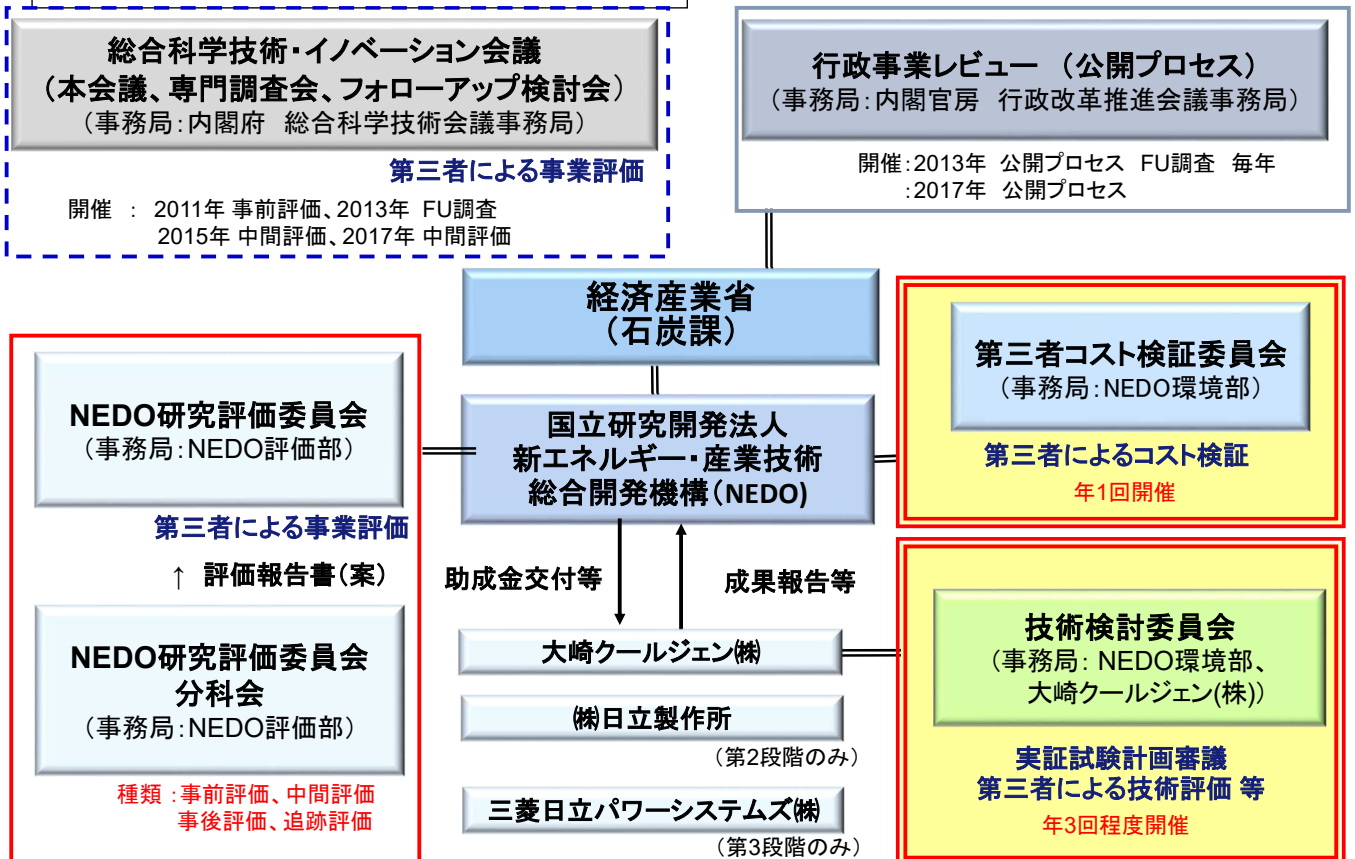 総合科学技術・イノベーション会議
（本会議、専門調査会、フォローアップ検討会）
（事務局：内閣府　総合科学技術会議事務局）
第三者による事業評価
開催　：　2011年 事前評価、2013年 FU調査
2015年 中間評価、2017年 中間評価
行政事業レビュー　（公開プロセス）
（事務局：内閣官房　行政改革推進会議事務局）
開催：2013年　公開プロセス　FU調査　毎年
：2017年　公開プロセス
経済産業省
（石炭課）
NEDO研究評価委員会
（事務局：NEDO評価部）
第三者による事業評価
↑　評価報告書（案）
NEDO研究評価委員会
分科会
（事務局：NEDO評価部）
種類　：事前評価、中間評価
事後評価、追跡評価
国立研究開発法人
新エネルギー・産業技術
総合開発機構（NEDO)
助成金交付等
成果報告等
大崎クールジェン㈱
㈱日立製作所
（第2段階のみ）
三菱日立パワーシステムズ㈱
（第3段階のみ）
第三者コスト検証委員会
（事務局：NEDO環境部）
第三者によるコスト検証
年1回開催
技術検討委員会
（事務局： NEDO環境部、
大崎クールジェン(株)）
実証試験計画審議
第三者による技術評価 等
年3回程度開催